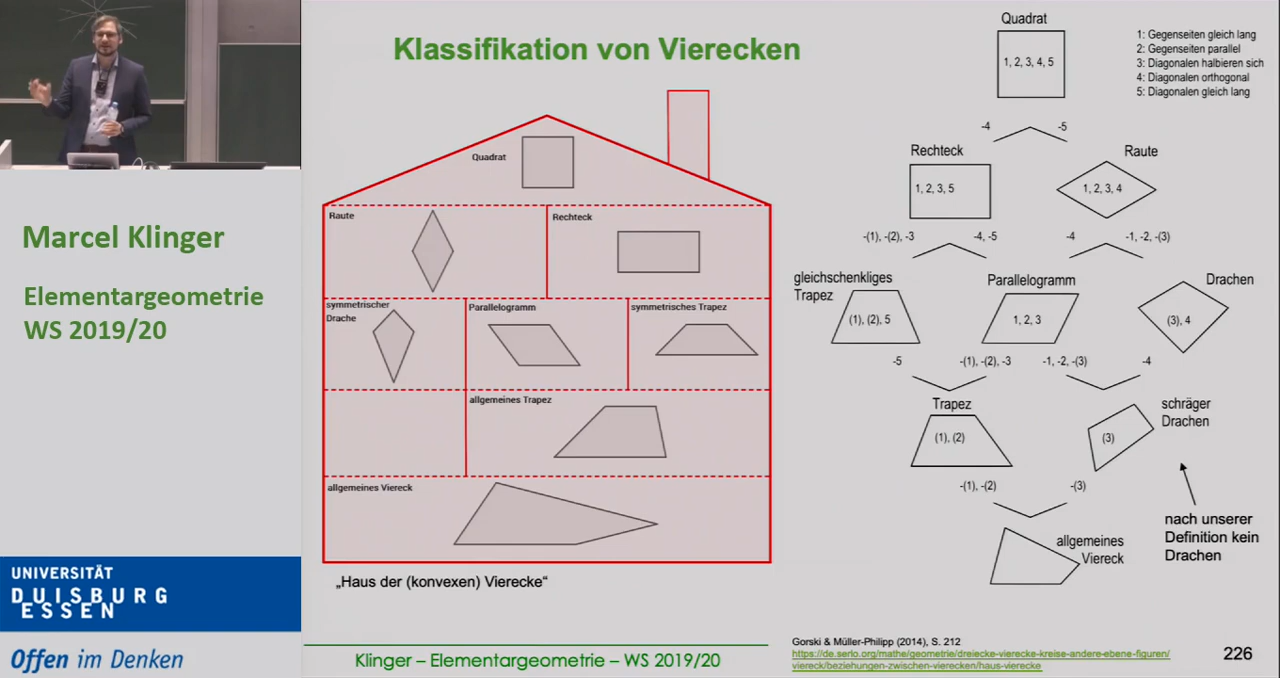 Klassifikation von Vierecken
Marcel Klinger
Elementargeometrie
WS 2019/20
UNIVERSITÄT
DUISBURG
ESSEN
Offen im Denken
Quadrat
Raute
Rechteck
symmetrischer
Drache
Parallelogramm
symmetrisches Trapez
allgemeines Trapez
allgemeines Viereck
„Haus der (konvexen) Vierecke“
Klinger – Elementargeometrie – WS 2019/20
Quadrat
1, 2, 3, 4, 5
1: Gegenseiten gleich lang
2: Gegenseiten parallel
3: Diagonalen halbieren sich
4: Diagonalen orthogonal
5: Diagonalen gleich lang
-4
-5
Rechteck
Raute
1, 2, 3, 5
1, 2, 3, 4
-(1), -(2), -3
-4, -5
-4
-1, -2, -(3)
gleichschenkliges
Trapez
Parallelogramm
Drachen
(1), (2), 5
1, 2, 3
(3), 4
-5
-(1), -(2), -3
-1, -2, -(3)
-4
Trapez
schräger
Drachen
(1), (2)
(3)
-(1), -(2)
-(3)
allgemeines
Viereck
nach unserer
Definition kein
Drachen
Gorski & Müller-Philipp (2014), S. 212
https://de.serlo.org/mathe/geometrie/dreiecke-vierecke-kreise-andere-ebene-figuren/
viereck/beziehungen-zwischen-vierecken/haus-vierecke
226